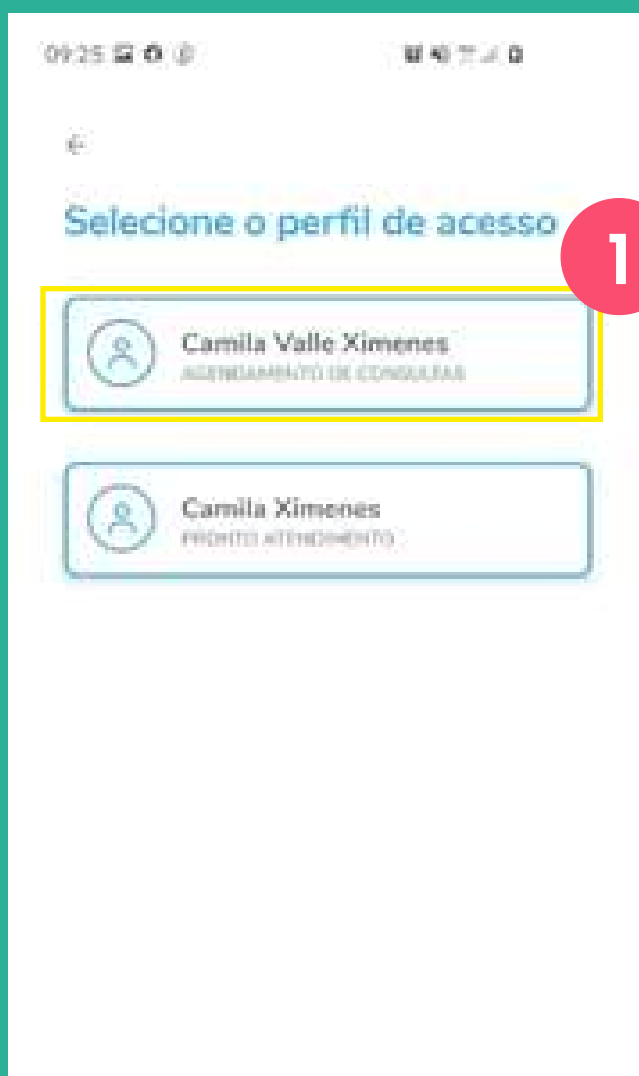 09:25
Selecione o perfil de acesso
1
Camila Valle Ximenes
AGENDAMENTO DE CONSULTAS
Camila Ximenes
PRONTO ATENDIMENTO